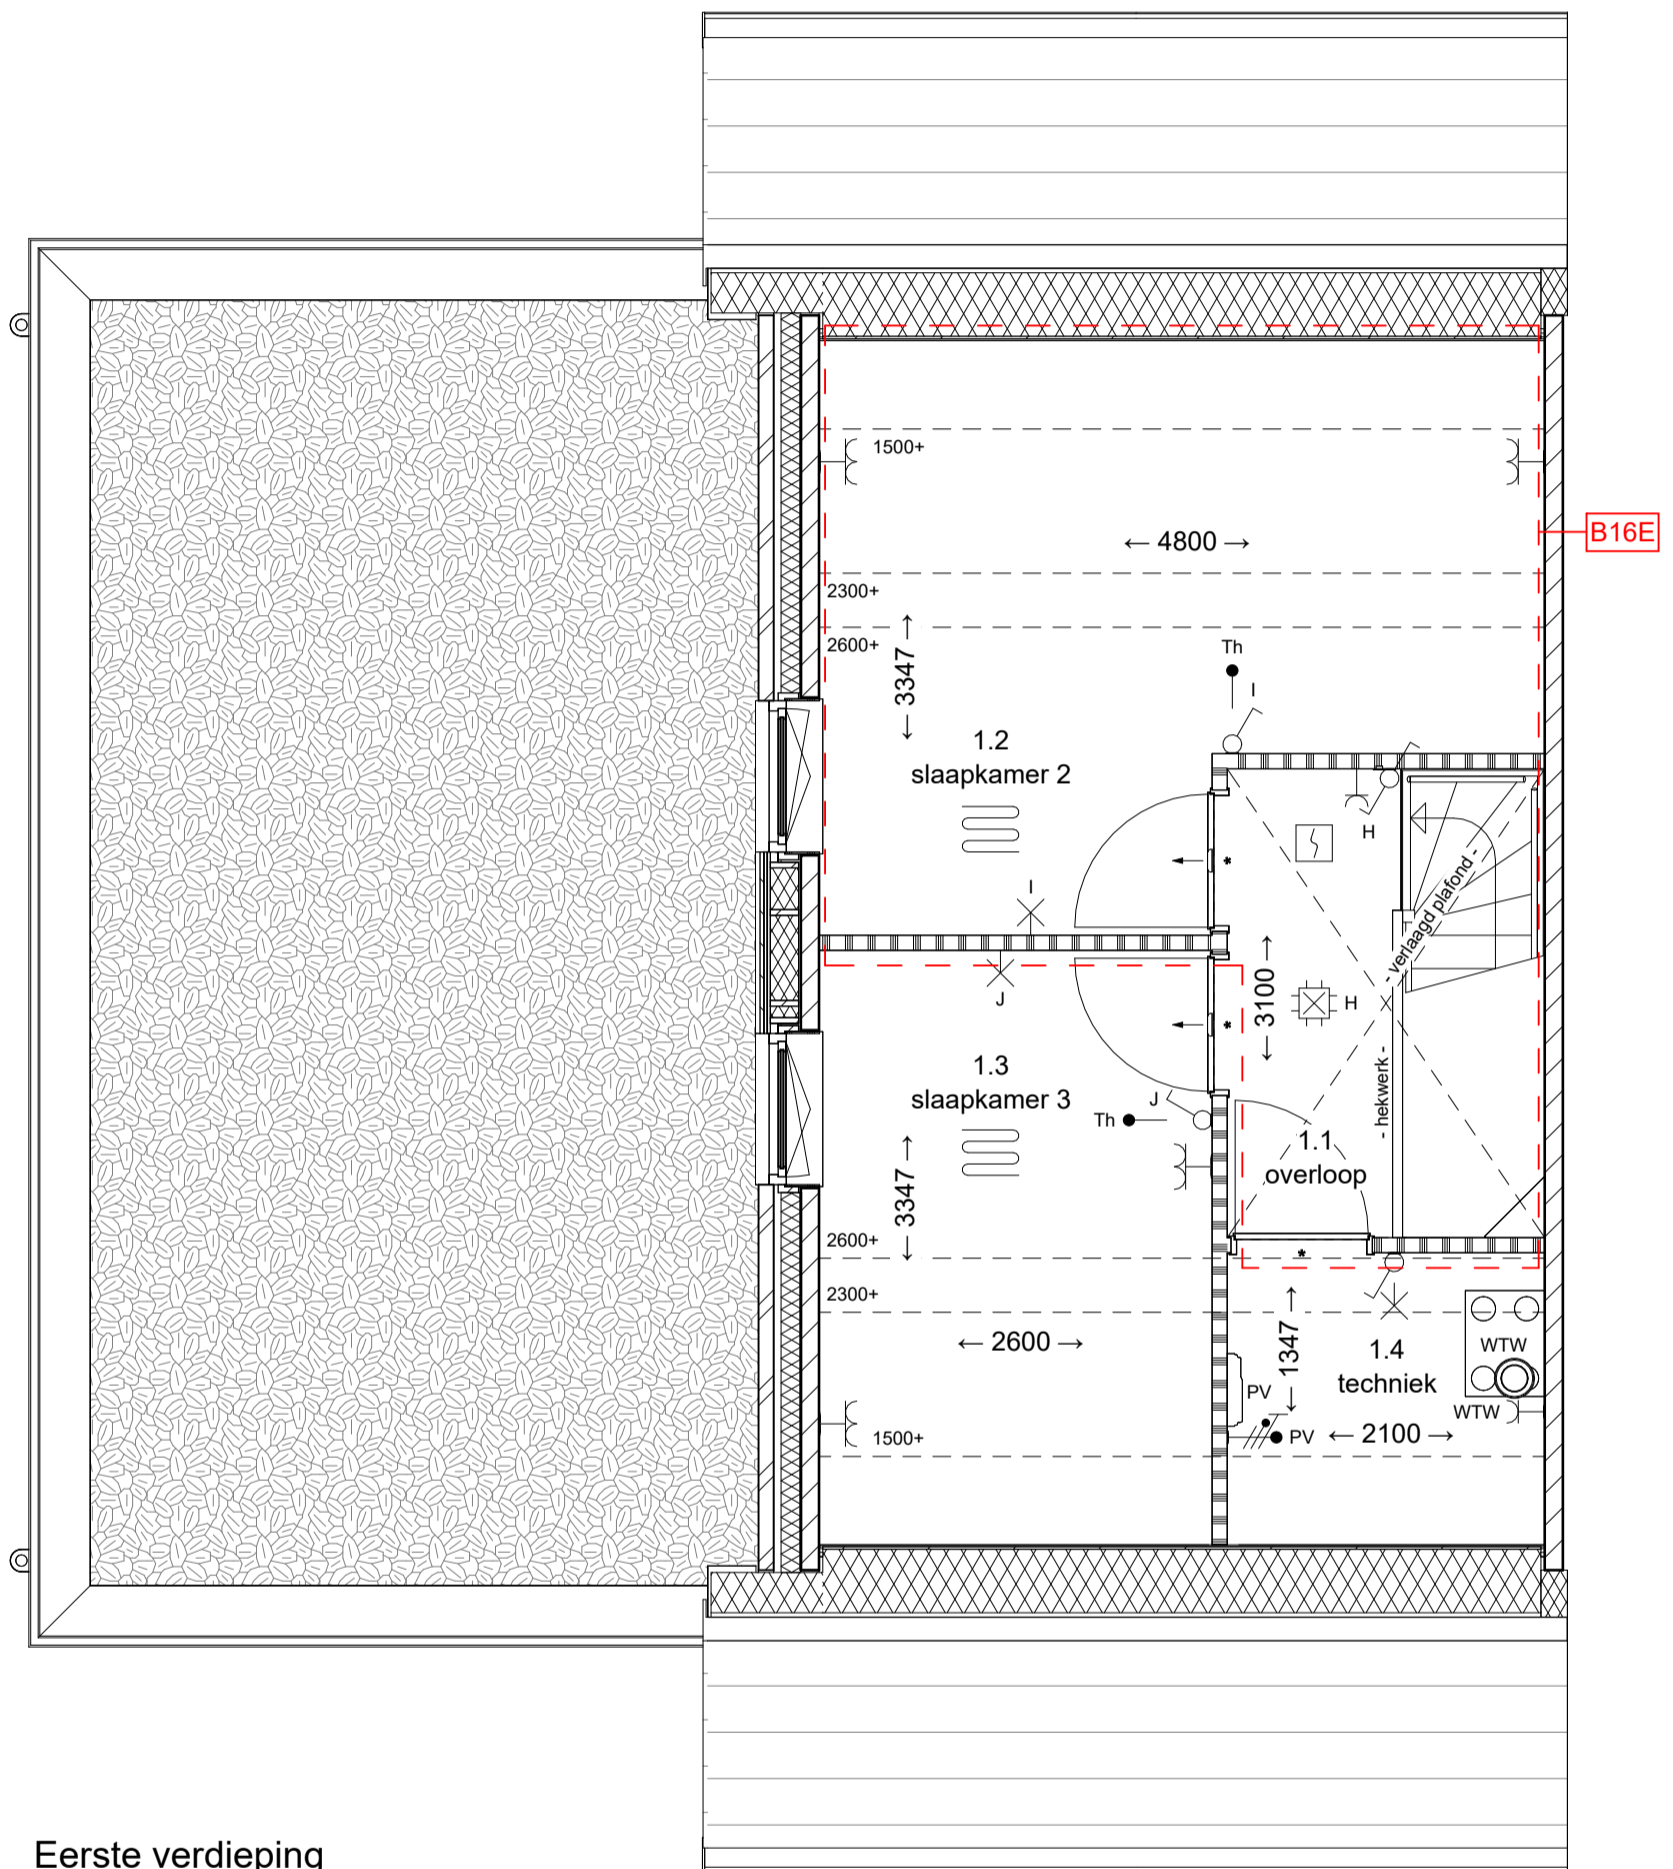 1500+
B16E
← 4800 →
2300+
2600+
← 3347 →
Th
I
1.2
slaapkamer 2
H
- verlaagd plafond -
I
J
← 3100 →
H
*
*
1.3
slaapkamer 3
J
Th
- hekwerk -
1.1
overloop
← 3347 →
2600+
*
2300+
← 2600 →
← 1347 →
1.4
techniek
WTW
PV
WTW
1500+
PV
← 2100 →
Eerste verdieping